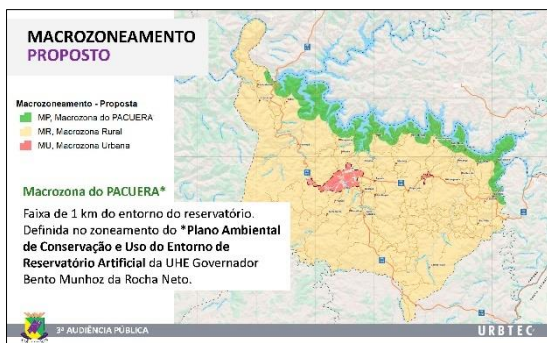 MACROZONEAMENTO
PROPOSTO
Macrozoneamento - Proposta
MP, Macrozona do PACUERA
MR, Macrozona Rural
MU, Macrozona Urbana
Macrozona do PACUERA*
Faixa de 1 km do entorno do reservatório.
Definida no zoneamento do *Plano Ambiental
de Conservação e Uso do Entorno de
Reservatório Artificial da UHE Governador
Bento Munhoz da Rocha Neto.
3ª AUDIÊNCIA PÚBLICA
URBTEC